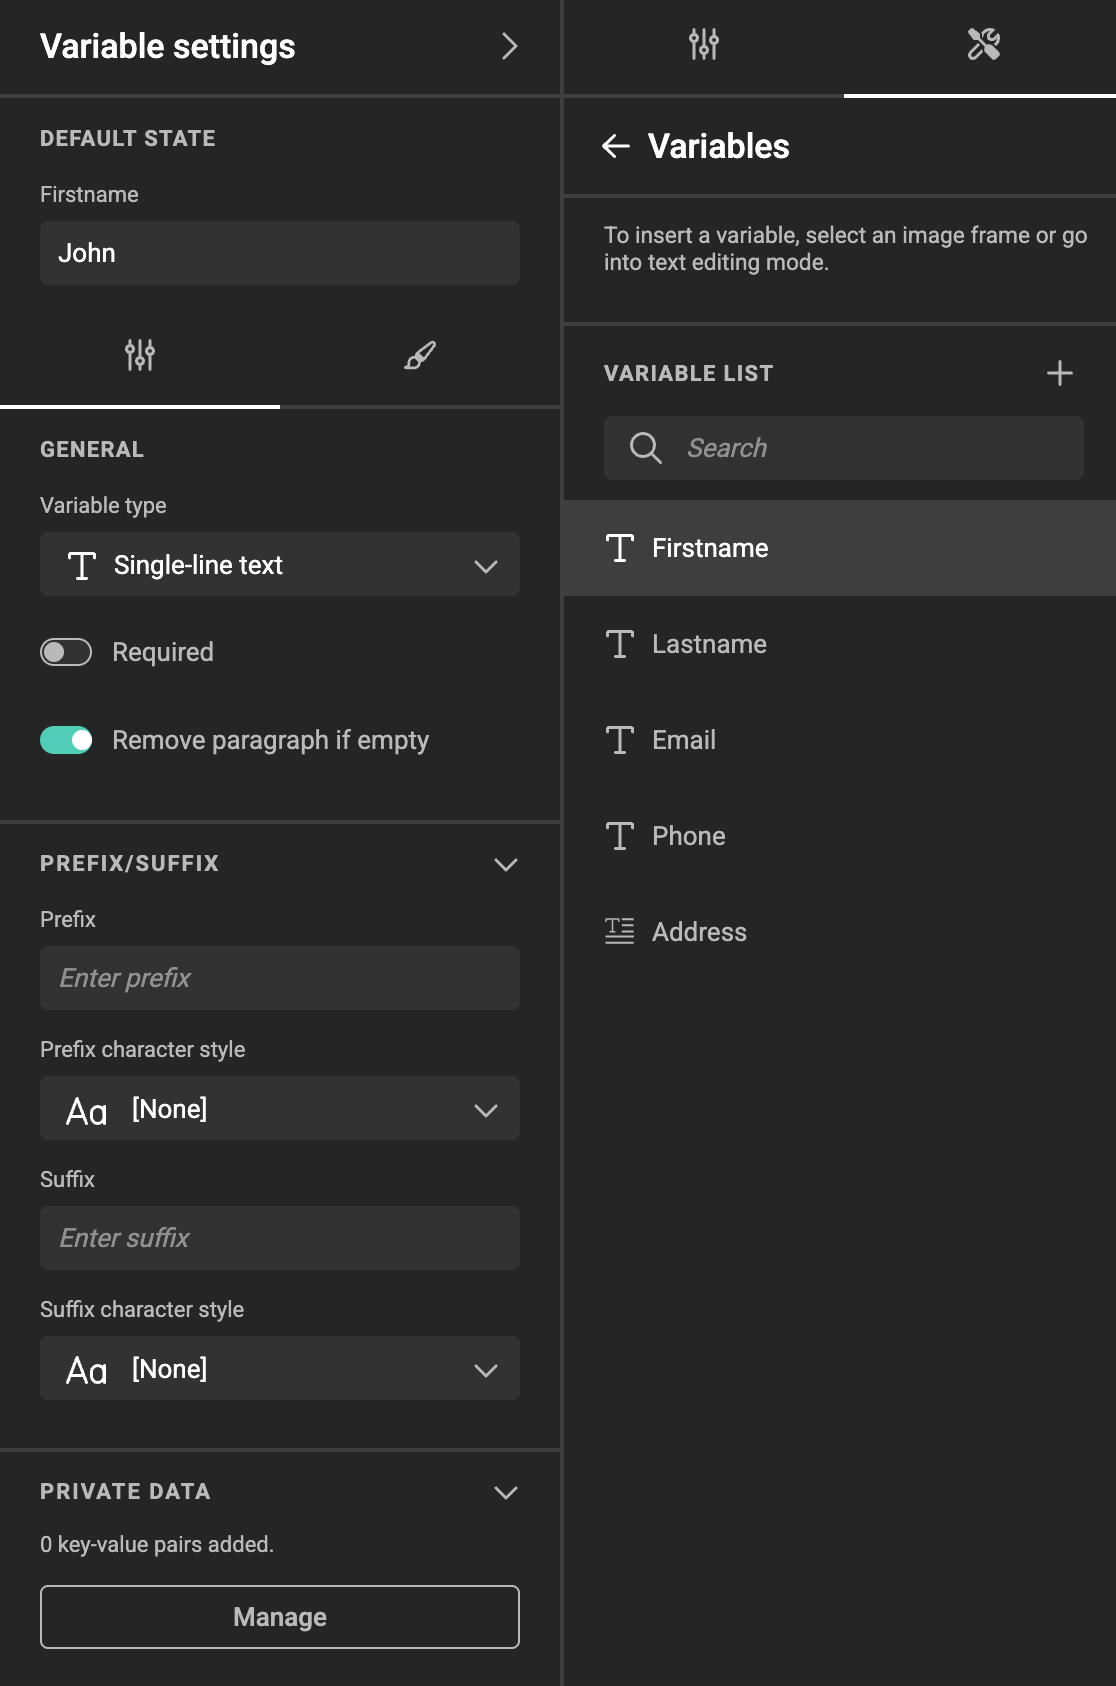 Variable settings
DEFAULT STATE
Firstname
John
GENERAL
Variable type
Single-line text
Required
Remove paragraph if empty
PREFIX/SUFFIX
Prefix
Enter prefix
Prefix character style
Aa [None]
Suffix
Enter suffix
Suffix character style
Aa [None]
PRIVATE DATA
0 key-value pairs added.
Manage
Variables
To insert a variable, select an image frame or go
into text editing mode.
VARIABLE LIST
Search
Firstname
Lastname
Email
Phone
Address